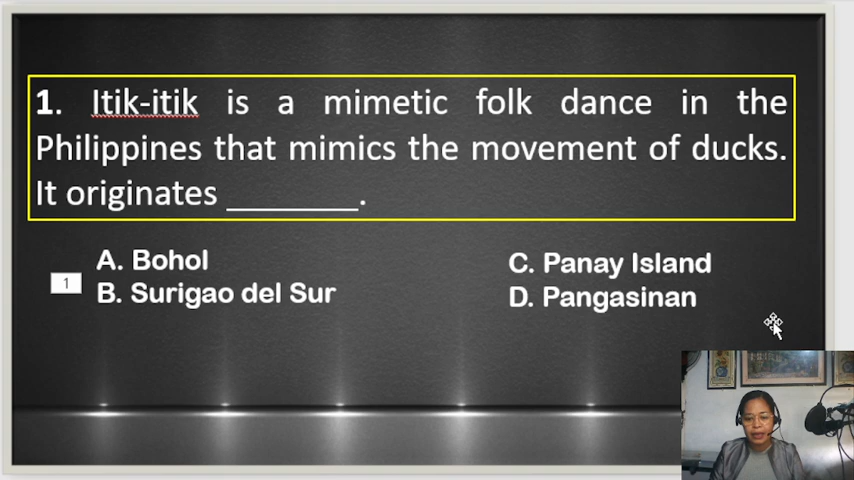 1. Itik-itik is a mimetic folk dance in the
Philippines that mimics the movement of ducks.
It originates ________.
A. Bohol
B. Surigao del Sur
C. Panay Island
D. Pangasinan
1